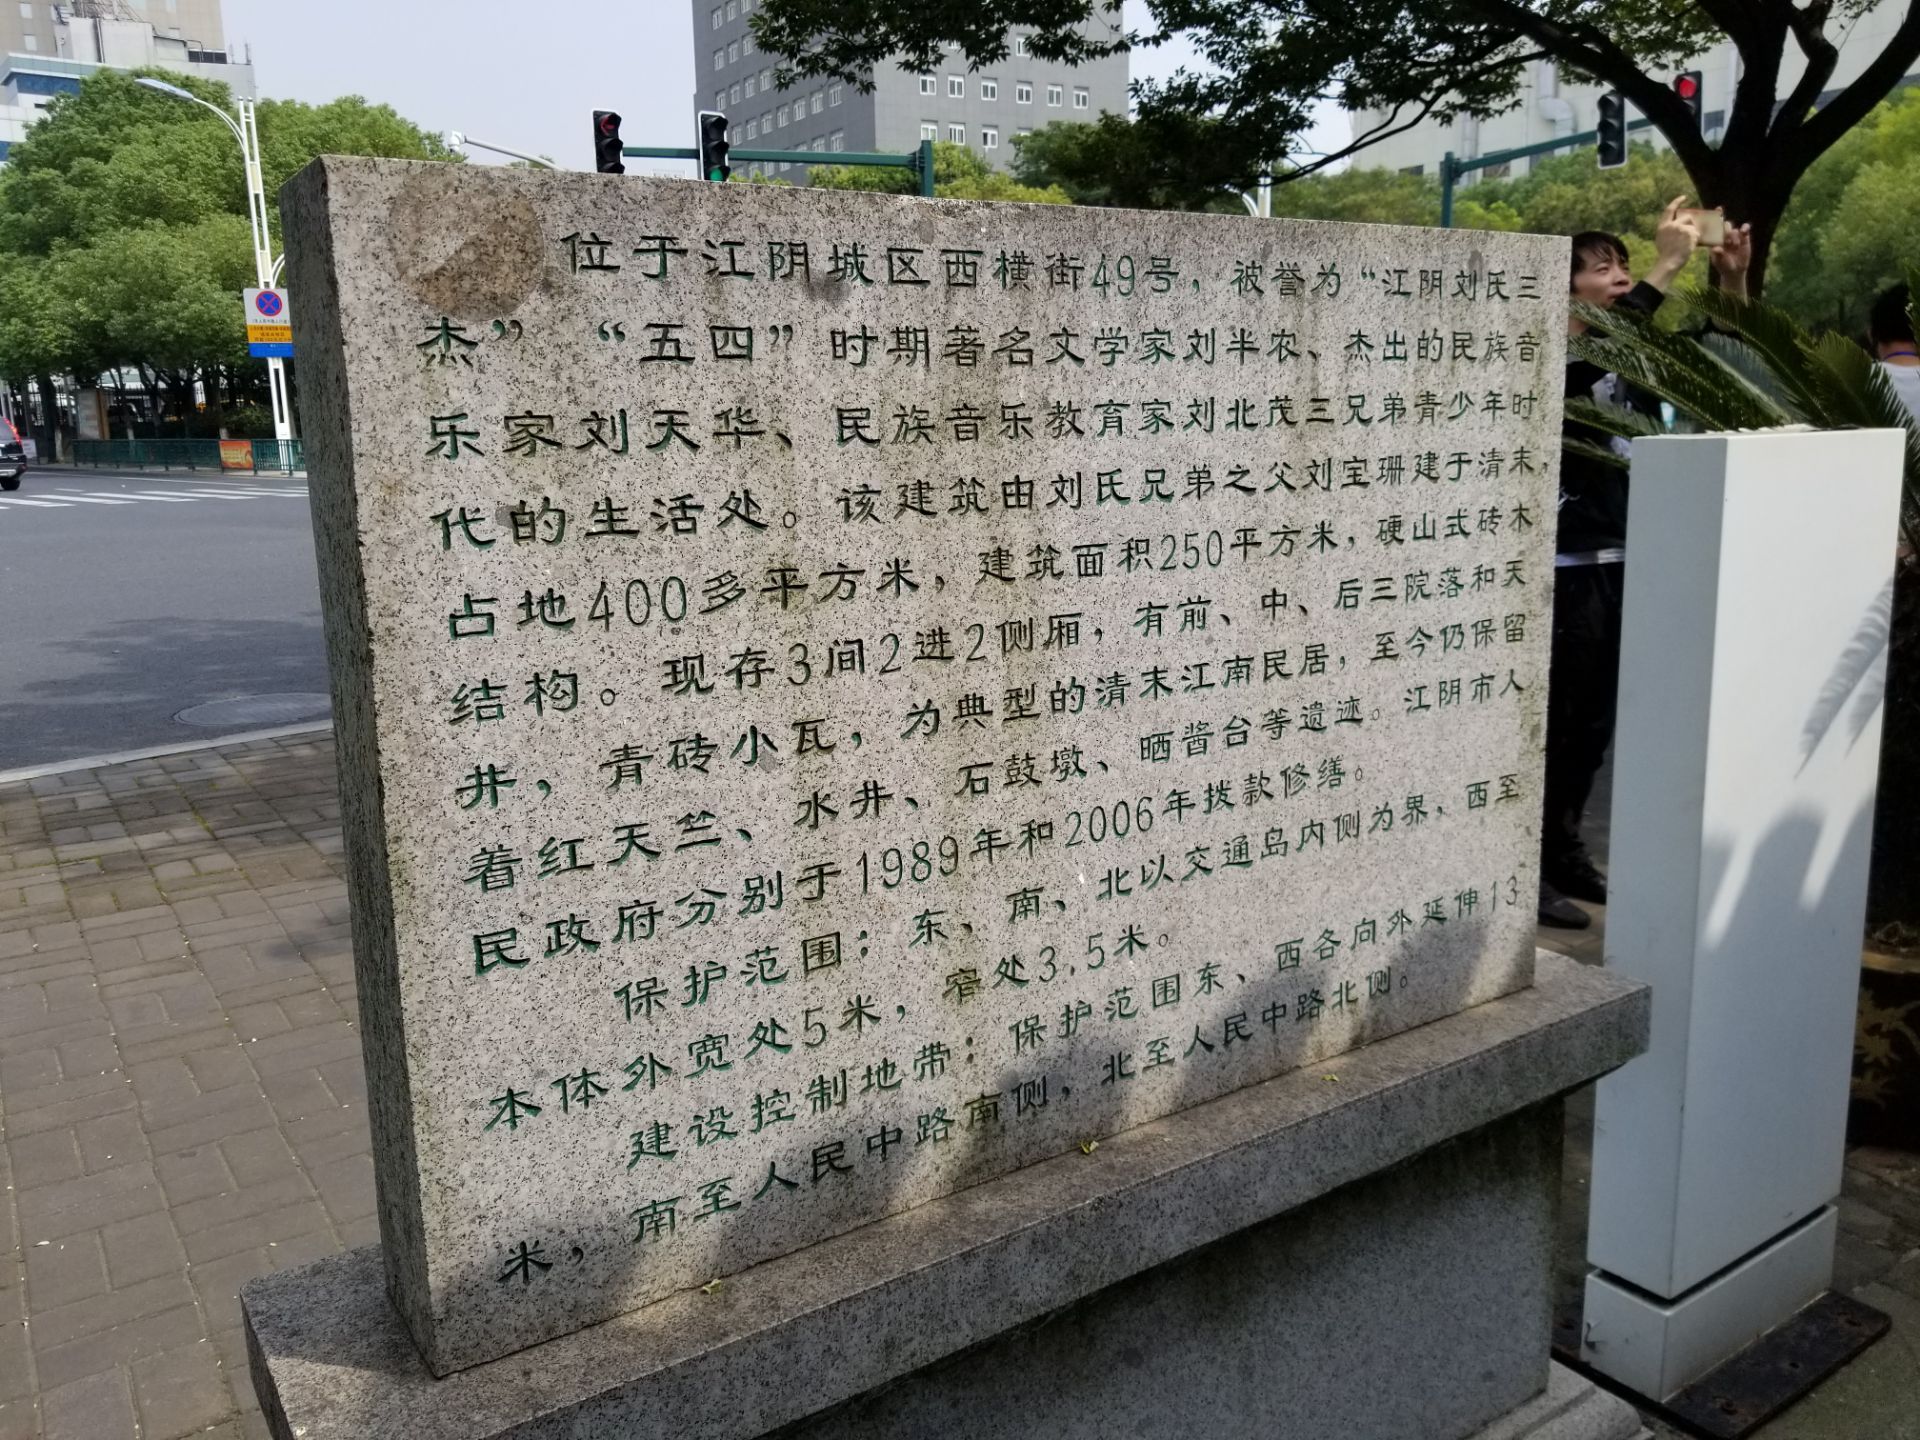 位于江阴城区西横街49号，被誉为“江阴刘氏三
杰”“五四”时期著名文学家刘半农、杰出的民族音
乐家刘天华、民族音乐教育家刘北茂三兄弟青少年时
代的生活处。该建筑由刘氏兄弟之父刘宝珊建于清末，
占地400多平方米，建筑面积250平方米，硬山式砖木
结构。现存3间2进2侧厢，有前、中、后三院落和天
井，青砖小瓦，为典型的清末江南民居，至今仍保留
着红天竺、水井、石鼓墩、晒酱台等遗迹。江阴市人
民政府分别于1989年和2006年拨款修缮。
保护范围：东、南、北以交通岛内侧为界，西至
本体外宽处5米，窄处3.5米。
建设控制地带：保护范围东、西各向外延伸13
米，南至人民中路南侧，北至人民中路北侧。